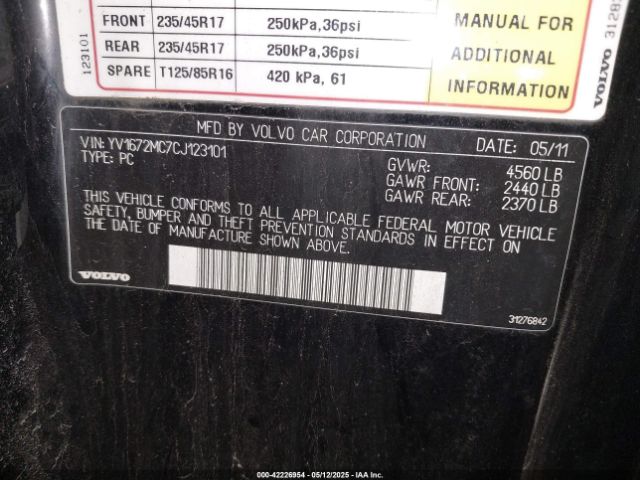 FRONT 235/45R17 250kPa,36psi
REAR 235/45R17 250kPa,36psi
SPARE T125/85R16 420 kPa, 61
123101
MANUAL FOR
ADDITIONAL
INFORMATION
VOLVO 3128
MFD BY VOLVO CAR CORPORATION DATE: 05/11
VIN: YV1672MC7CJ123101
TYPE: PC
GVWR: 4560 LB
GAWR FRONT: 2440 LB
GAWR REAR: 2370 LB
THIS VEHICLE CONFORMS TO ALL APPLICABLE FEDERAL MOTOR VEHICLE
SAFETY, BUMPER AND THEFT PREVENTION STANDARDS IN EFFECT ON
THE DATE OF MANUFACTURE SHOWN ABOVE.
VOLVO
31276842
000-42226954 - 05/12/2025 - IAAI.COM